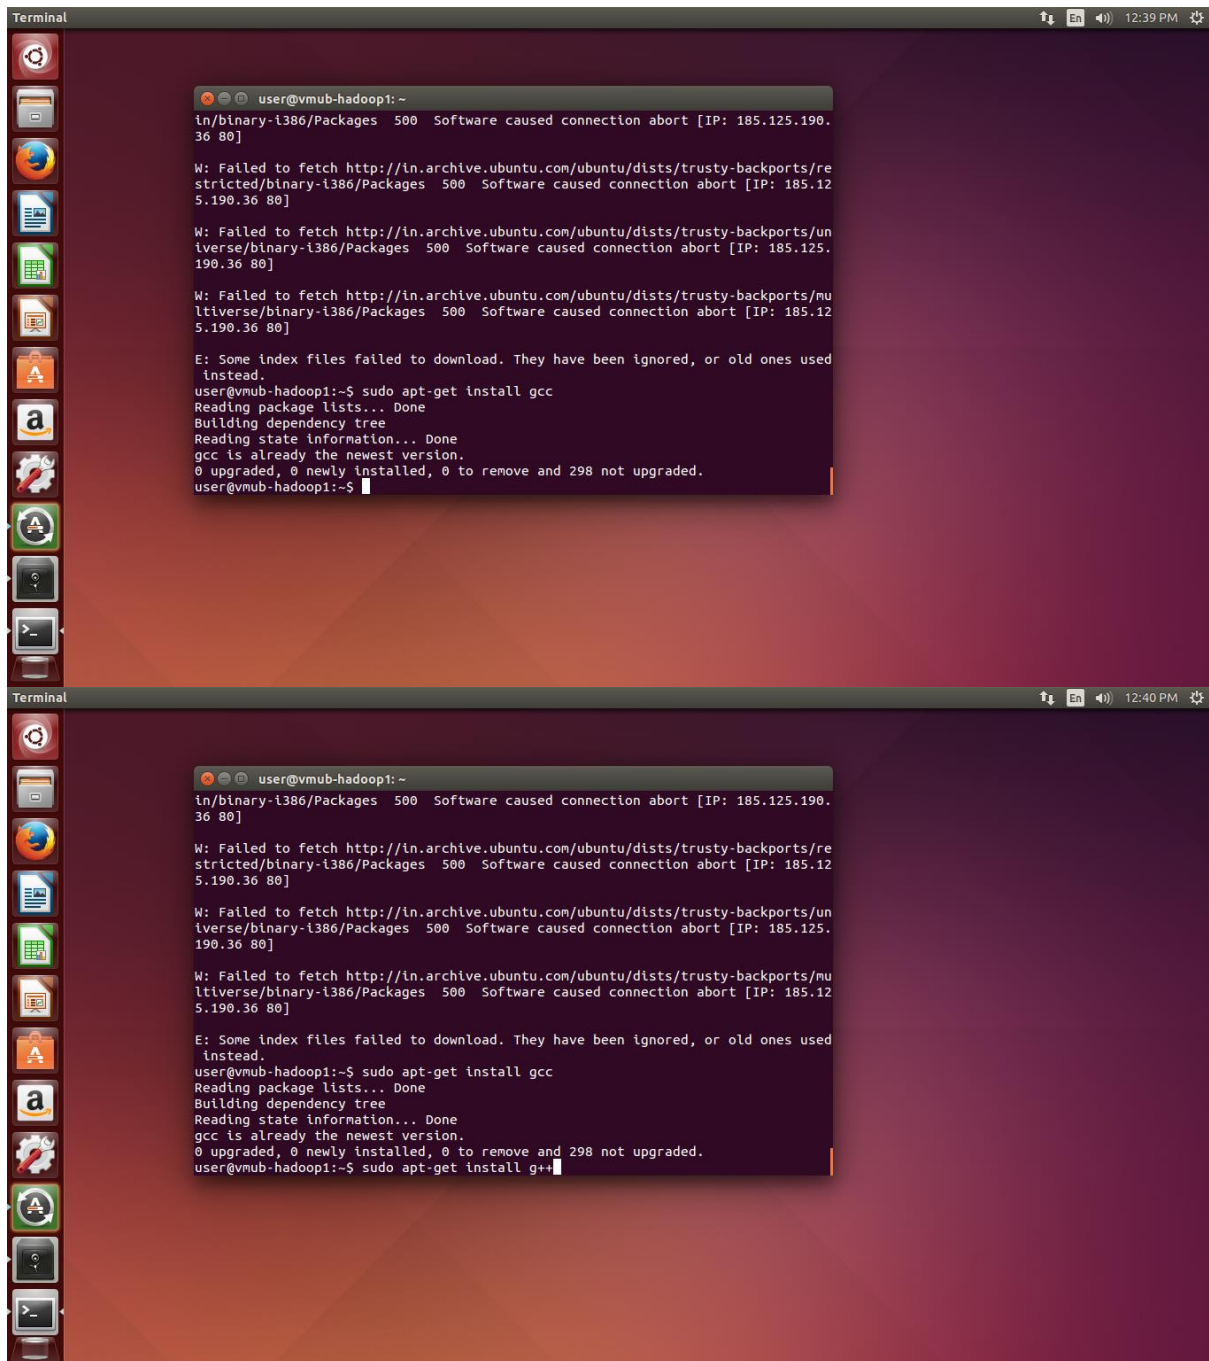 Terminal
En
12:39 PM
user@vmub-hadoop1: ~
in/binary-i386/Packages  500  Software caused connection abort [IP: 185.125.190.
36 80]
W: Failed to fetch http://in.archive.ubuntu.com/ubuntu/dists/trusty-backports/re
stricted/binary-i386/Packages  500  Software caused connection abort [IP: 185.12
5.190.36 80]
W: Failed to fetch http://in.archive.ubuntu.com/ubuntu/dists/trusty-backports/un
iverse/binary-i386/Packages  500  Software caused connection abort [IP: 185.125.
190.36 80]
W: Failed to fetch http://in.archive.ubuntu.com/ubuntu/dists/trusty-backports/mu
ltiverse/binary-i386/Packages  500  Software caused connection abort [IP: 185.12
5.190.36 80]
E: Some index files failed to download. They have been ignored, or old ones used
 instead.
user@vmub-hadoop1:~$ sudo apt-get install gcc
Reading package lists... Done
Building dependency tree
Reading state information... Done
gcc is already the newest version.
0 upgraded, 0 newly installed, 0 to remove and 298 not upgraded.
user@vmub-hadoop1:~$
Terminal
En
12:40 PM
user@vmub-hadoop1: ~
in/binary-i386/Packages  500  Software caused connection abort [IP: 185.125.190.
36 80]
W: Failed to fetch http://in.archive.ubuntu.com/ubuntu/dists/trusty-backports/re
stricted/binary-i386/Packages  500  Software caused connection abort [IP: 185.12
5.190.36 80]
W: Failed to fetch http://in.archive.ubuntu.com/ubuntu/dists/trusty-backports/un
iverse/binary-i386/Packages  500  Software caused connection abort [IP: 185.125.
190.36 80]
W: Failed to fetch http://in.archive.ubuntu.com/ubuntu/dists/trusty-backports/mu
ltiverse/binary-i386/Packages  500  Software caused connection abort [IP: 185.12
5.190.36 80]
E: Some index files failed to download. They have been ignored, or old ones used
 instead.
user@vmub-hadoop1:~$ sudo apt-get install gcc
Reading package lists... Done
Building dependency tree
Reading state information... Done
gcc is already the newest version.
0 upgraded, 0 newly installed, 0 to remove and 298 not upgraded.
user@vmub-hadoop1:~$ sudo apt-get install g++